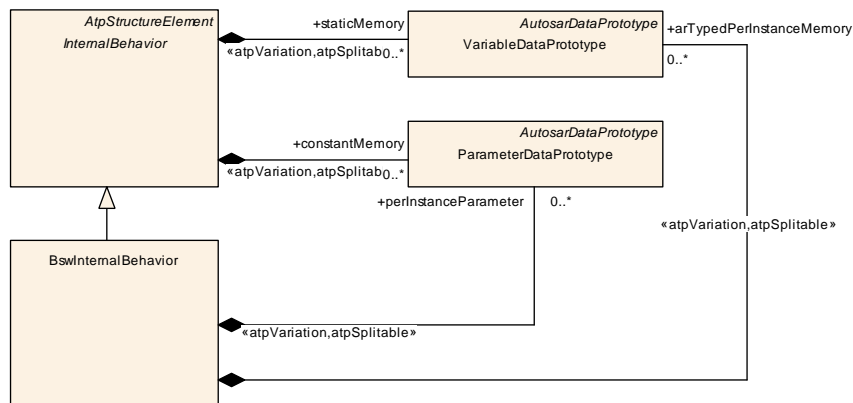 AtpStructureElement
InternalBehavior
+staticMemory
«atpVariation,atpSplitab
0..*
AutosarDataPrototype
VariableDataPrototype
+arTypedPerInstanceMemory
0..*
+constantMemory
«atpVariation,atpSplitab
0..*
AutosarDataPrototype
ParameterDataPrototype
+perInstanceParameter
0..*
«atpVariation,atpSplitable»
BswInternalBehavior
«atpVariation,atpSplitable»